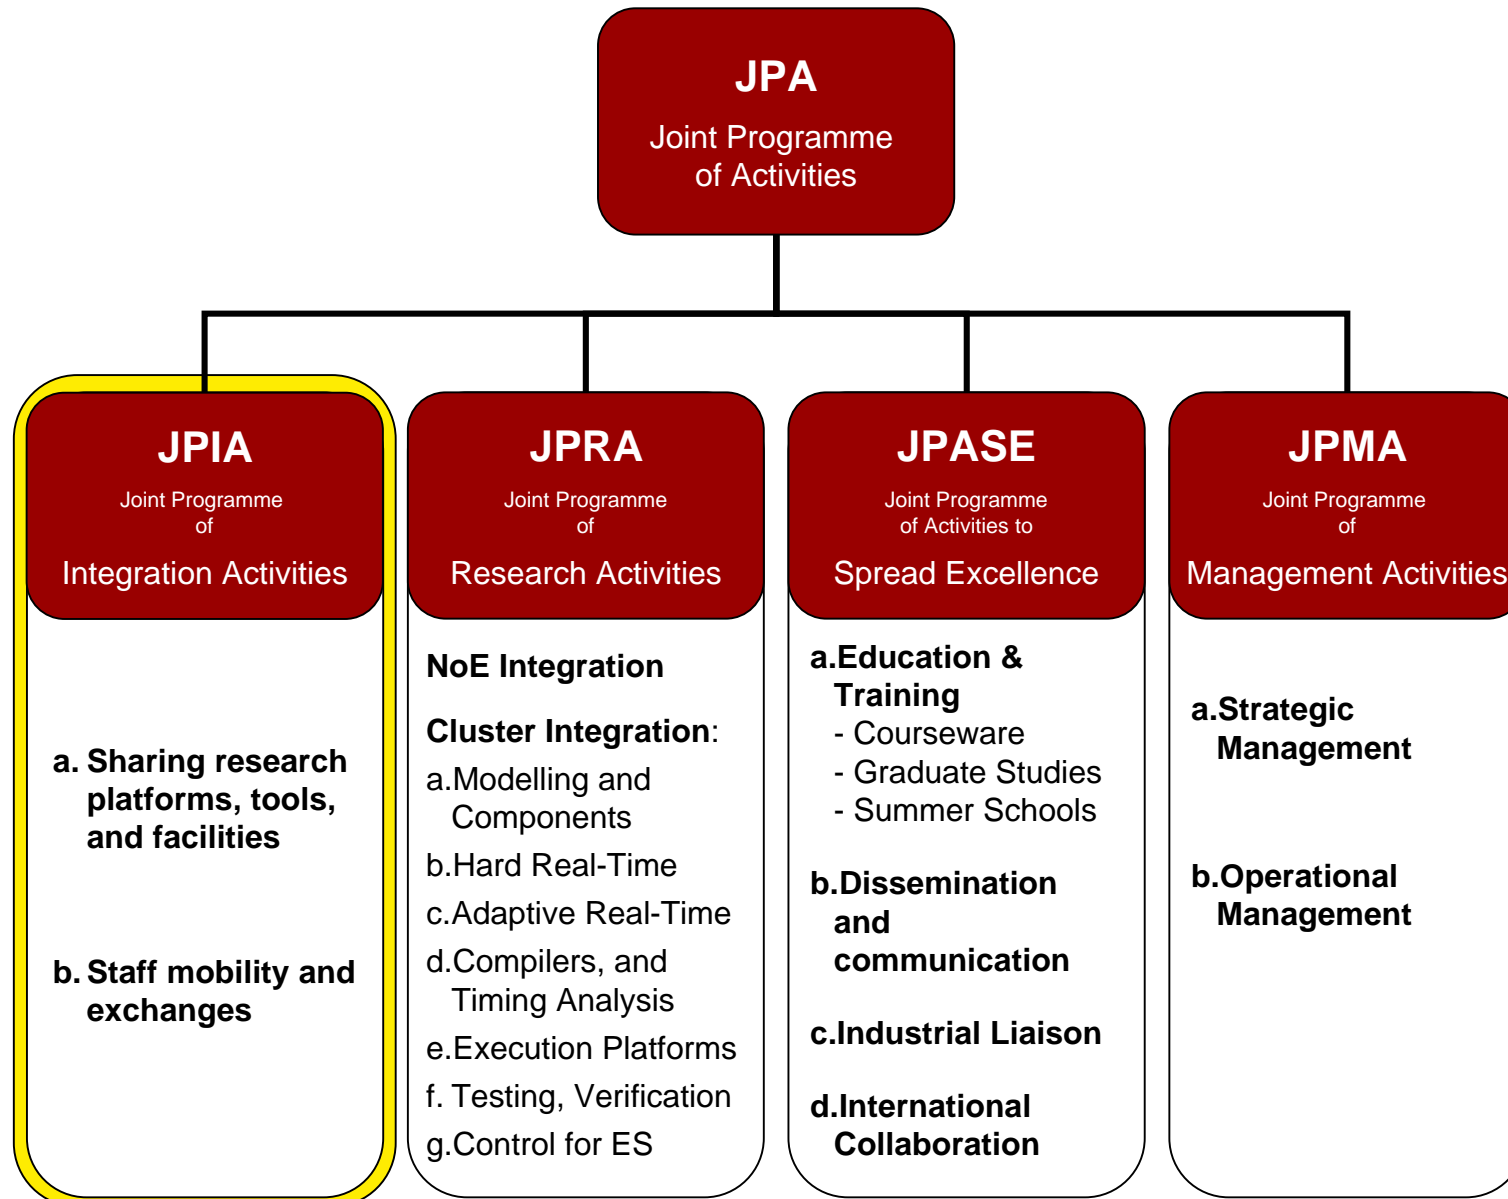 JPA
Joint Programme
of Activities
JPIA
Joint Programme
of
Integration Activities
a. Sharing research
platforms, tools,
and facilities
b. Staff mobility and
exchanges
JPRA
Joint Programme
of
Research Activities
NoE Integration
Cluster Integration:
a.Modelling and
Components
b.Hard Real-Time
c.Adaptive Real-Time
d.Compilers, and
Timing Analysis
e.Execution Platforms
f. Testing, Verification
g.Control for ES
JPASE
Joint Programme
of Activities to
Spread Excellence
a.Education &
Training
- Courseware
- Graduate Studies
- Summer Schools
b.Dissemination
and
communication
c.Industrial Liaison
d.International
Collaboration
JPMA
Joint Programme
of
Management Activities
a.Strategic
Management
b.Operational
Management